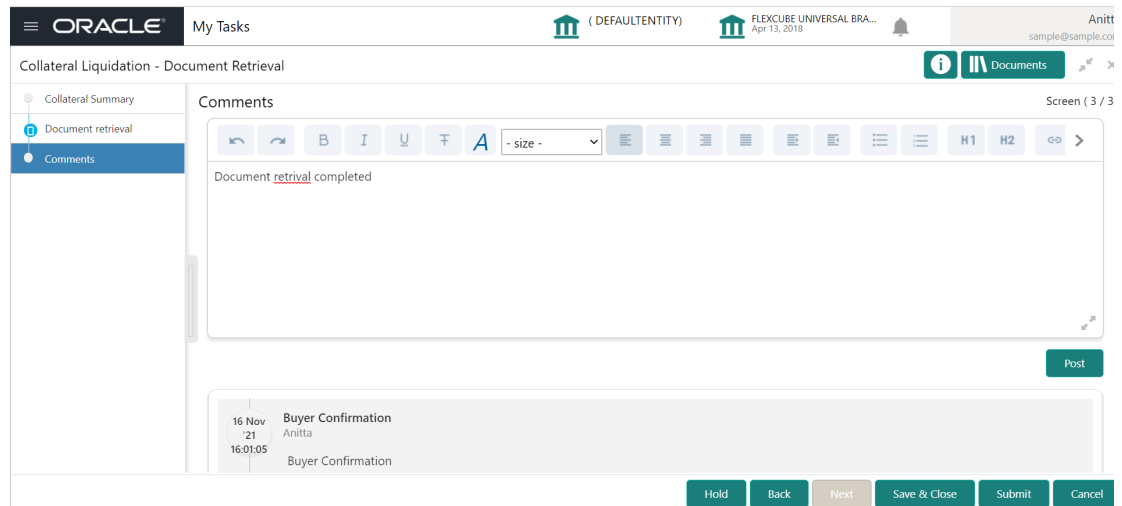 ORACLE®
My Tasks
( DEFAULTENTITY)
FLEXCUBE UNIVERSAL BRA...
Apr 13, 2018
Anitt
sample@sample.co
Collateral Liquidation - Document Retrieval
i
Documents
Collateral Summary
Document retrieval
Comments
Comments
Screen ( 3 / 3
B I U T A - size - H1 H2
Document retrival completed
Post
16 Nov
'21
16:01:05
Buyer Confirmation
Anitta
Buyer Confirmation
Hold
Back
Next
Save & Close
Submit
Cancel